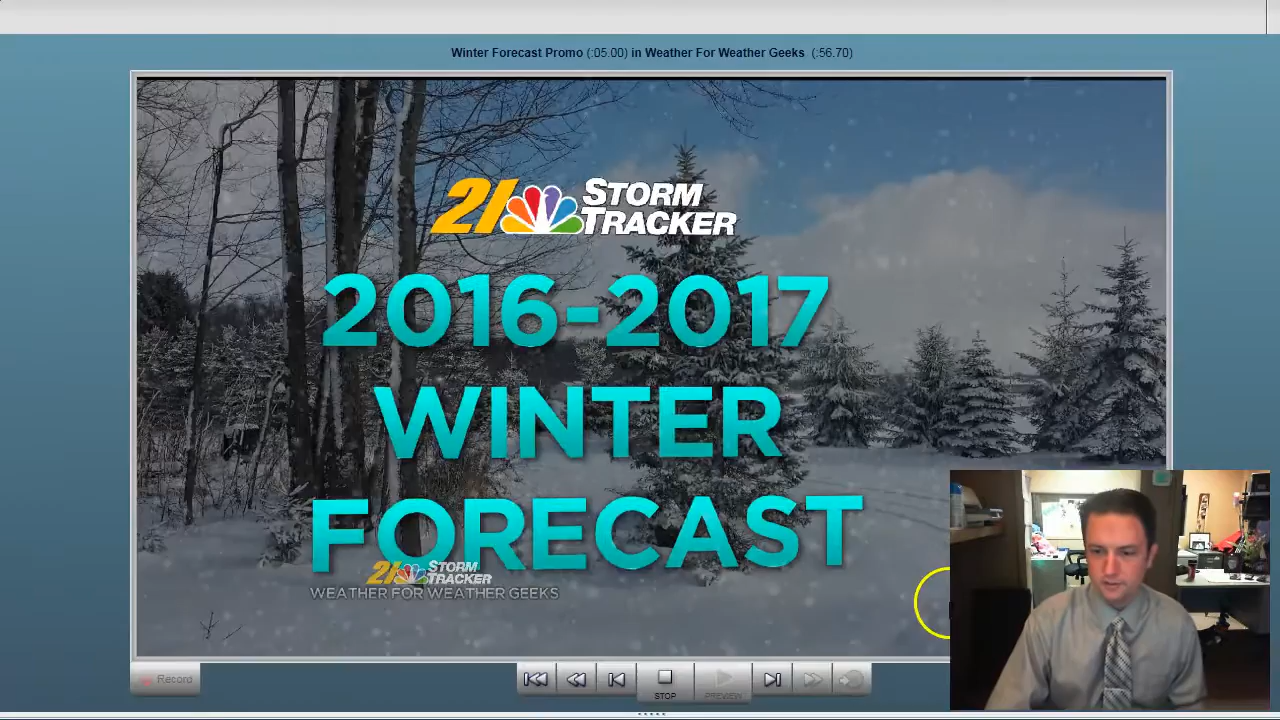 Winter Forecast Promo (:05.00) in Weather For Weather Geeks (:56.70)
21 STORM
TRACKER
2016-2017
WINTER
FORECAST
21 STORM
TRACKER
WEATHER FOR WEATHER GEEKS
Record
STOP
PREVIEW